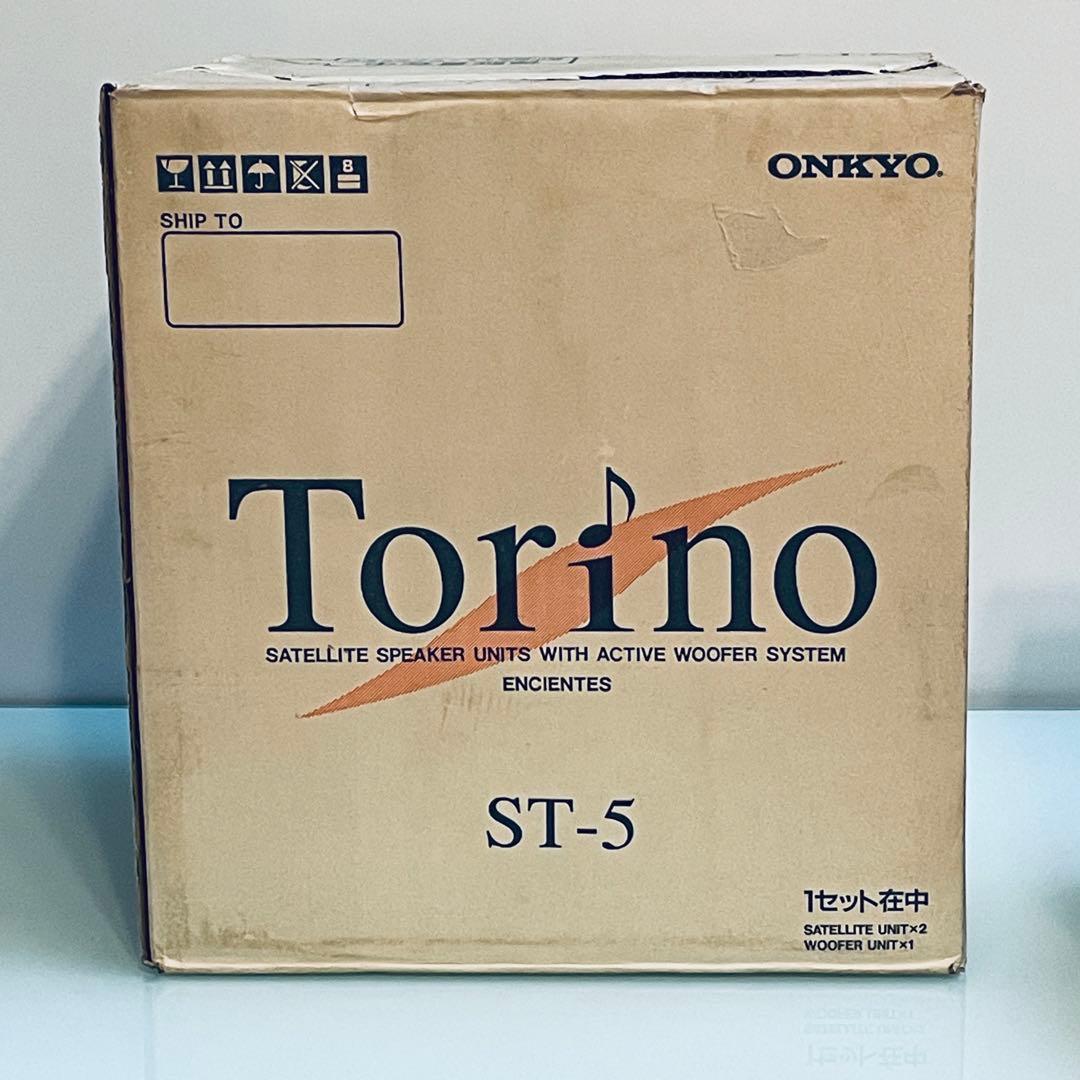 8
ONKYO
SHIP TO
Torino
SATELLITE SPEAKER UNITS WITH ACTIVE WOOFER SYSTEM
ENCIENTES
ST-5
1セット在中
SATELLITE UNIT×2
WOOFER UNIT×1